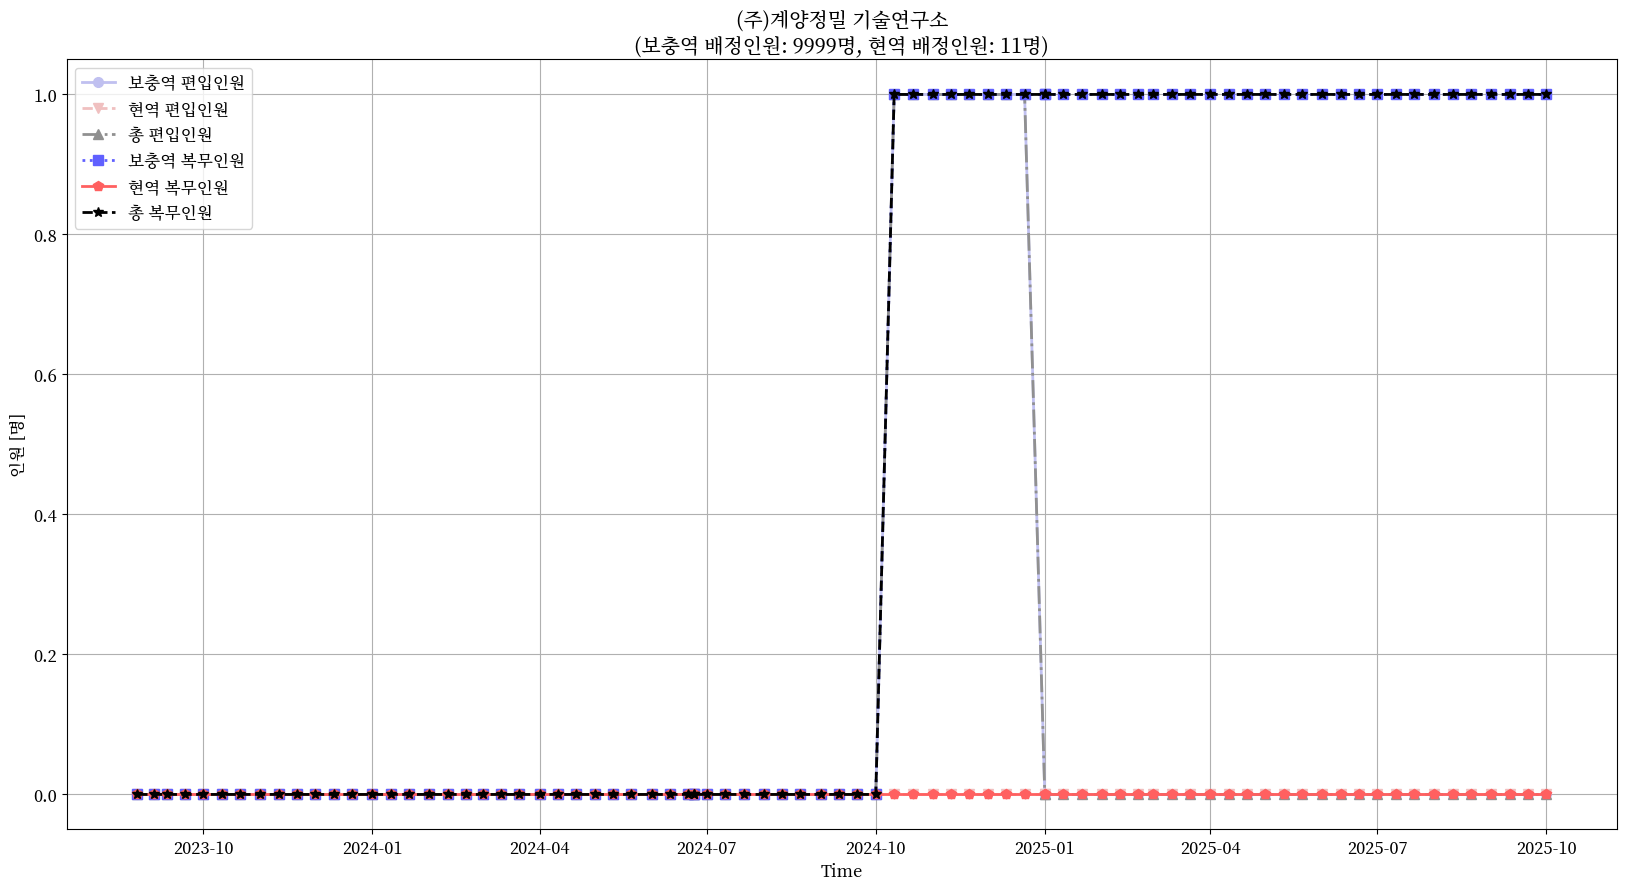 (주)계양정밀 기술연구소
(보충역 배정인원: 9999명, 현역 배정인원: 11명)
보충역 편입인원
현역 편입인원
총 편입인원
보충역 복무인원
현역 복무인원
총 복무인원
1.0
0.8
0.6
0.4
0.2
0.0
인원 [명]
2023-10
2024-01
2024-04
2024-07
2024-10
2025-01
2025-04
2025-07
2025-10
Time